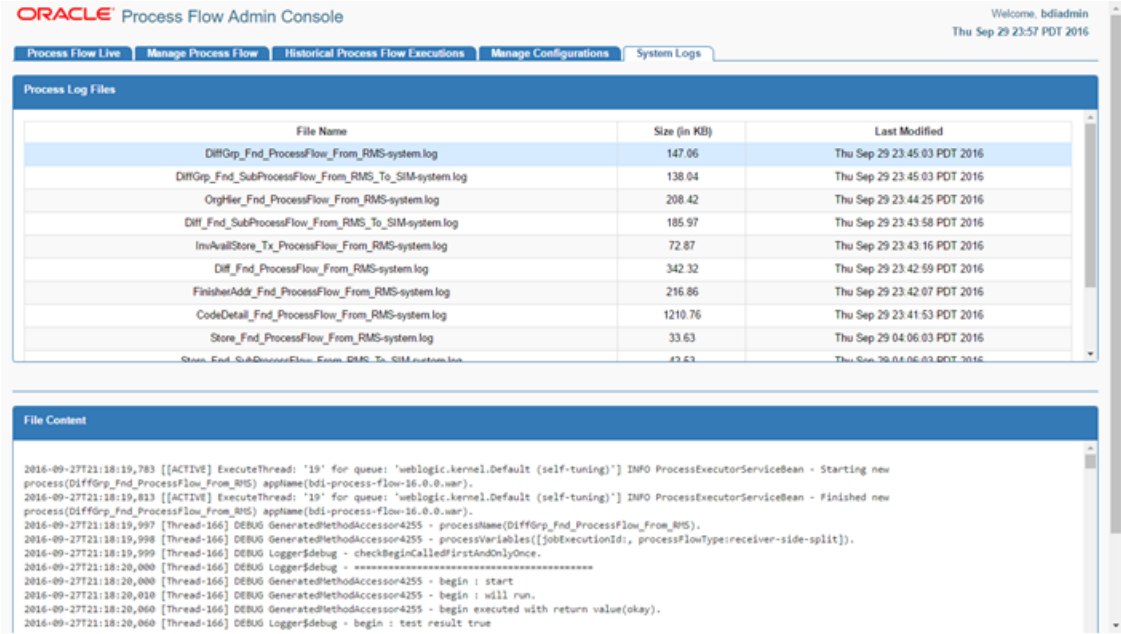 ORACLE Process Flow Admin Console
Welcome, bdiadmin
Thu Sep 29 23:57 PDT 2016
Process Flow Live Manage Process Flow Historical Process Flow Executions Manage Configurations System Logs
Process Log Files
File Name Size (in KB) Last Modified
DiffGrp_Fnd_ProcessFlow_From_RMS-system.log 147.06 Thu Sep 29 23:45:03 PDT 2016
DiffGrp_Fnd_SubProcessFlow_From_RMS_To_SIM-system.log 138.04 Thu Sep 29 23:45:03 PDT 2016
OrgHier_Fnd_ProcessFlow_From_RMS-system.log 208.42 Thu Sep 29 23:44:25 PDT 2016
Diff_Fnd_SubProcessFlow_From_RMS_To_SIM-system.log 185.97 Thu Sep 29 23:43:58 PDT 2016
InvAvailStore_Tx_ProcessFlow_From_RMS-system.log 72.87 Thu Sep 29 23:43:16 PDT 2016
Diff_Fnd_ProcessFlow_From_RMS-system.log 342.32 Thu Sep 29 23:42:59 PDT 2016
FinisherAddr_Fnd_ProcessFlow_From_RMS-system.log 216.86 Thu Sep 29 23:42:07 PDT 2016
CodeDetail_Fnd_ProcessFlow_From_RMS-system.log 1210.76 Thu Sep 29 23:41:53 PDT 2016
Store_Fnd_ProcessFlow_From_RMS-system.log 33.63 Thu Sep 29 04:06:03 PDT 2016
Store_Fnd_SubProcessFlow_From_RMS_To_SIM-system.log 42.53 Thu Sep 29 04:06:03 PDT 2016
File Content
2016-09-27T21:18:19,783 [[ACTIVE] ExecuteThread: '19' for queue: 'weblogic.kernel.Default (self-tuning)'] INFO ProcessExecutorServiceBean - Starting new
process(DiffGrp_Fnd_ProcessFlow_From_RMS) appName(bdi-process-flow-16.0.0.war).
2016-09-27T21:18:19,813 [[ACTIVE] ExecuteThread: '19' for queue: 'weblogic.kernel.Default (self-tuning)'] INFO ProcessExecutorServiceBean - Finished new
process(DiffGrp_Fnd_ProcessFlow_From_RMS) appName(bdi-process-flow-16.0.0.war).
2016-09-27T21:18:19,997 [Thread-166] DEBUG GeneratedMethodAccessor4255 - processName(DiffGrp_Fnd_ProcessFlow_From_RMS).
2016-09-27T21:18:19,998 [Thread-166] DEBUG GeneratedMethodAccessor4255 - processVariables([jobExecutionId:, processFlowType:receiver-side-split]).
2016-09-27T21:18:19,999 [Thread-166] DEBUG Logger$debug - checkBeginCalledFirstAndOnlyOnce.
2016-09-27T21:18:20,000 [Thread-166] DEBUG Logger$debug - =========================================
2016-09-27T21:18:20,000 [Thread-166] DEBUG GeneratedMethodAccessor4255 - begin : start
2016-09-27T21:18:20,010 [Thread-166] DEBUG GeneratedMethodAccessor4255 - begin : will run.
2016-09-27T21:18:20,060 [Thread-166] DEBUG GeneratedMethodAccessor4255 - begin executed with return value(okay).
2016-09-27T21:18:20,060 [Thread-166] DEBUG Logger$debug - begin : test result true